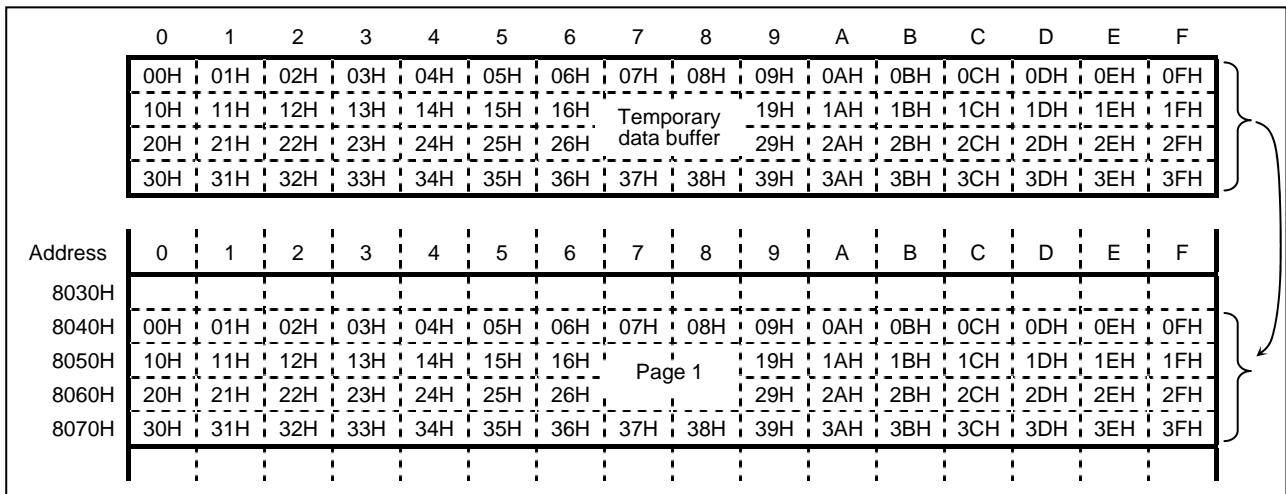 0 1 2 3 4 5 6 7 8 9 A B C D E F
00H 01H 02H 03H 04H 05H 06H 07H 08H 09H 0AH 0BH 0CH 0DH 0EH 0FH
10H 11H 12H 13H 14H 15H 16H Temporary 19H 1AH 1BH 1CH 1DH 1EH 1FH
data buffer
20H 21H 22H 23H 24H 25H 26H 29H 2AH 2BH 2CH 2DH 2EH 2FH
30H 31H 32H 33H 34H 35H 36H 37H 38H 39H 3AH 3BH 3CH 3DH 3EH 3FH
Address 0 1 2 3 4 5 6 7 8 9 A B C D E F
8030H
8040H 00H 01H 02H 03H 04H 05H 06H 07H 08H 09H 0AH 0BH 0CH 0DH 0EH 0FH
8050H 10H 11H 12H 13H 14H 15H 16H Page 1 19H 1AH 1BH 1CH 1DH 1EH 1FH
8060H 20H 21H 22H 23H 24H 25H 26H 29H 2AH 2BH 2CH 2DH 2EH 2FH
8070H 30H 31H 32H 33H 34H 35H 36H 37H 38H 39H 3AH 3BH 3CH 3DH 3EH 3FH